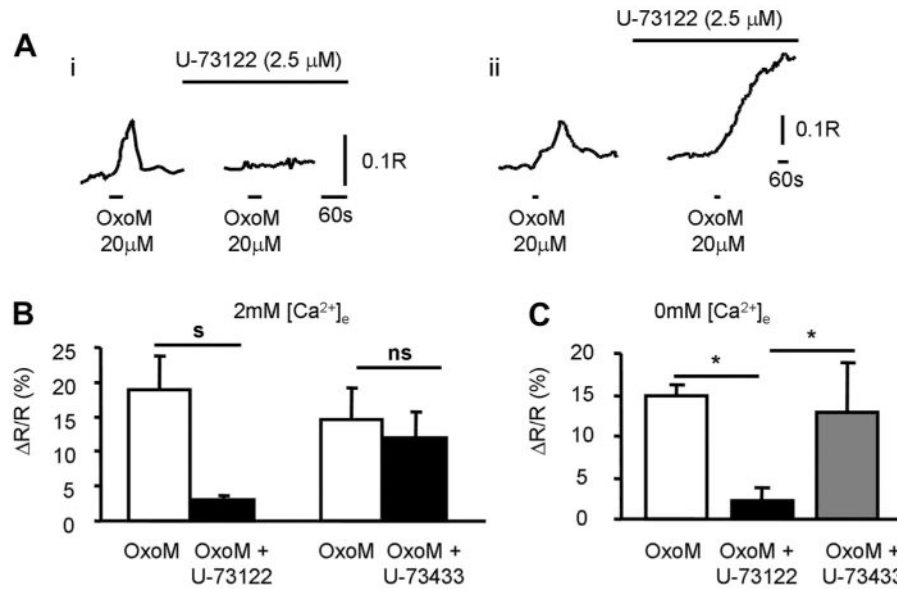 A
i
U-73122 (2.5 µM)
0.1R
OxoM
20µM
OxoM
20µM
60s
ii
U-73122 (2.5 µM)
0.1R
60s
OxoM
20µM
OxoM
20µM
B
2mM [Ca²⁺]ₑ
s
ns
ΔR/R (%)
25
20
15
10
5
0
OxoM
OxoM +
U-73122
OxoM
OxoM +
U-73433
C
0mM [Ca²⁺]ₑ
*
*
ΔR/R (%)
20
15
10
5
0
OxoM
OxoM +
U-73122
OxoM +
U-73433